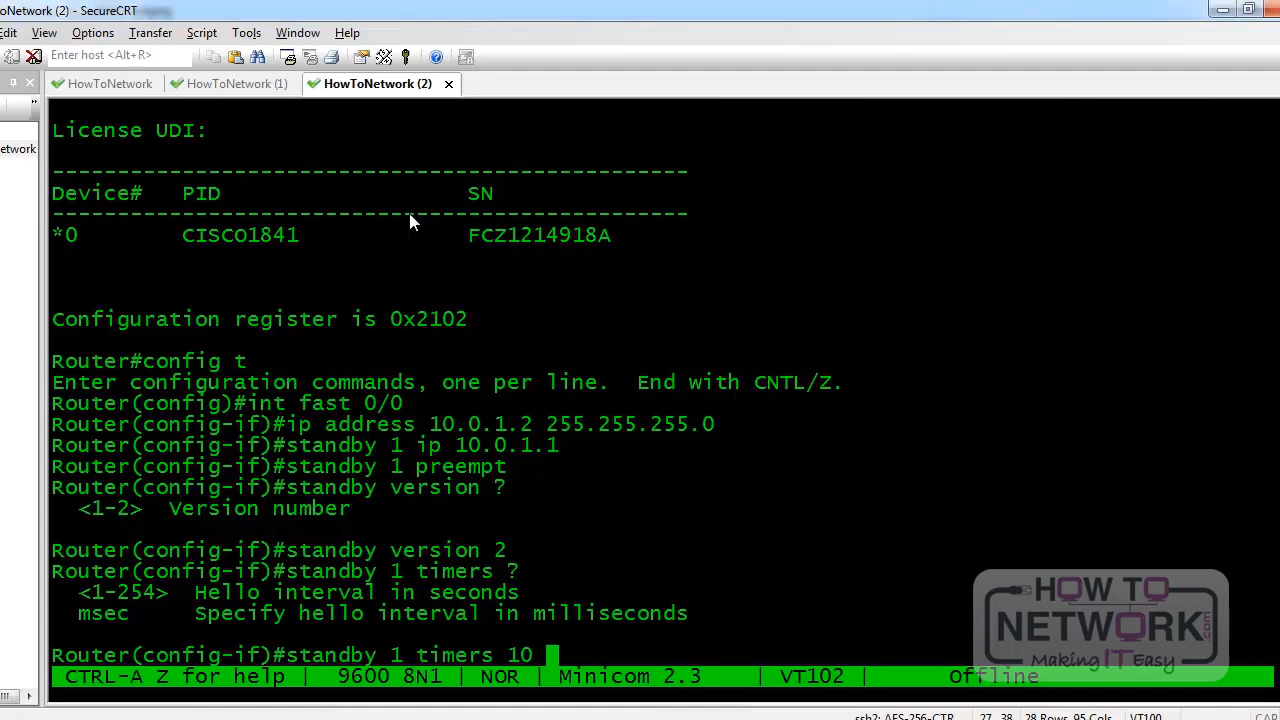 oNetwork (2) - SecureCRT
Edit View Options Transfer Script Tools Window Help
Enter host <Alt+R>
HowToNetwork HowToNetwork (1) HowToNetwork (2)
etwork
License UDI:
-------------------------------------------------
Device# PID SN
-------------------------------------------------
*0 CISCO1841 FCZ1214918A
Configuration register is 0x2102
Router#config t
Enter configuration commands, one per line. End with CNTL/Z.
Router(config)#int fast 0/0
Router(config-if)#ip address 10.0.1.2 255.255.255.0
Router(config-if)#standby 1 ip 10.0.1.1
Router(config-if)#standby 1 preempt
Router(config-if)#standby version ?
<1-2> Version number
Router(config-if)#standby version 2
Router(config-if)#standby 1 timers ?
<1-254> Hello interval in seconds
msec Specify hello interval in milliseconds
Router(config-if)#standby 1 timers 10
CTRL-A Z for help | 9600 8N1 | NOR | Minicom 2.3 | VT102 | Offline
HOW TO
NETWORK.com
Making IT Easy
ssh2: AES-256-CTR 27, 38 28 Rows, 95 Cols VT100 CAP